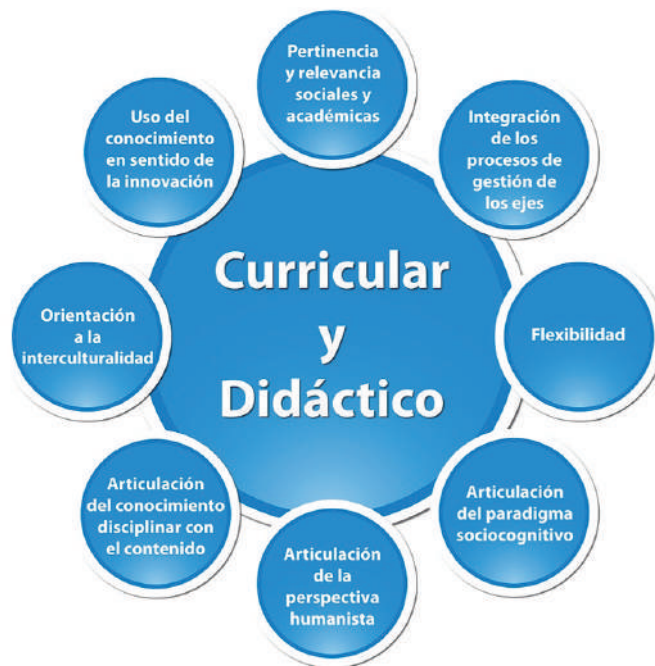 Pertinencia
y relevancia
sociales y
académicas
Integración
de los
procesos de
gestión de
los ejes
Flexibilidad
Articulación
del paradigma
sociocognitivo
Articulación
de la
perspectiva
humanista
Articulación
del conocimiento
disciplinar con
el contenido
Orientación
a la
interculturalidad
Uso del
conocimiento
en sentido de
la innovación
Curricular
y
Didáctico